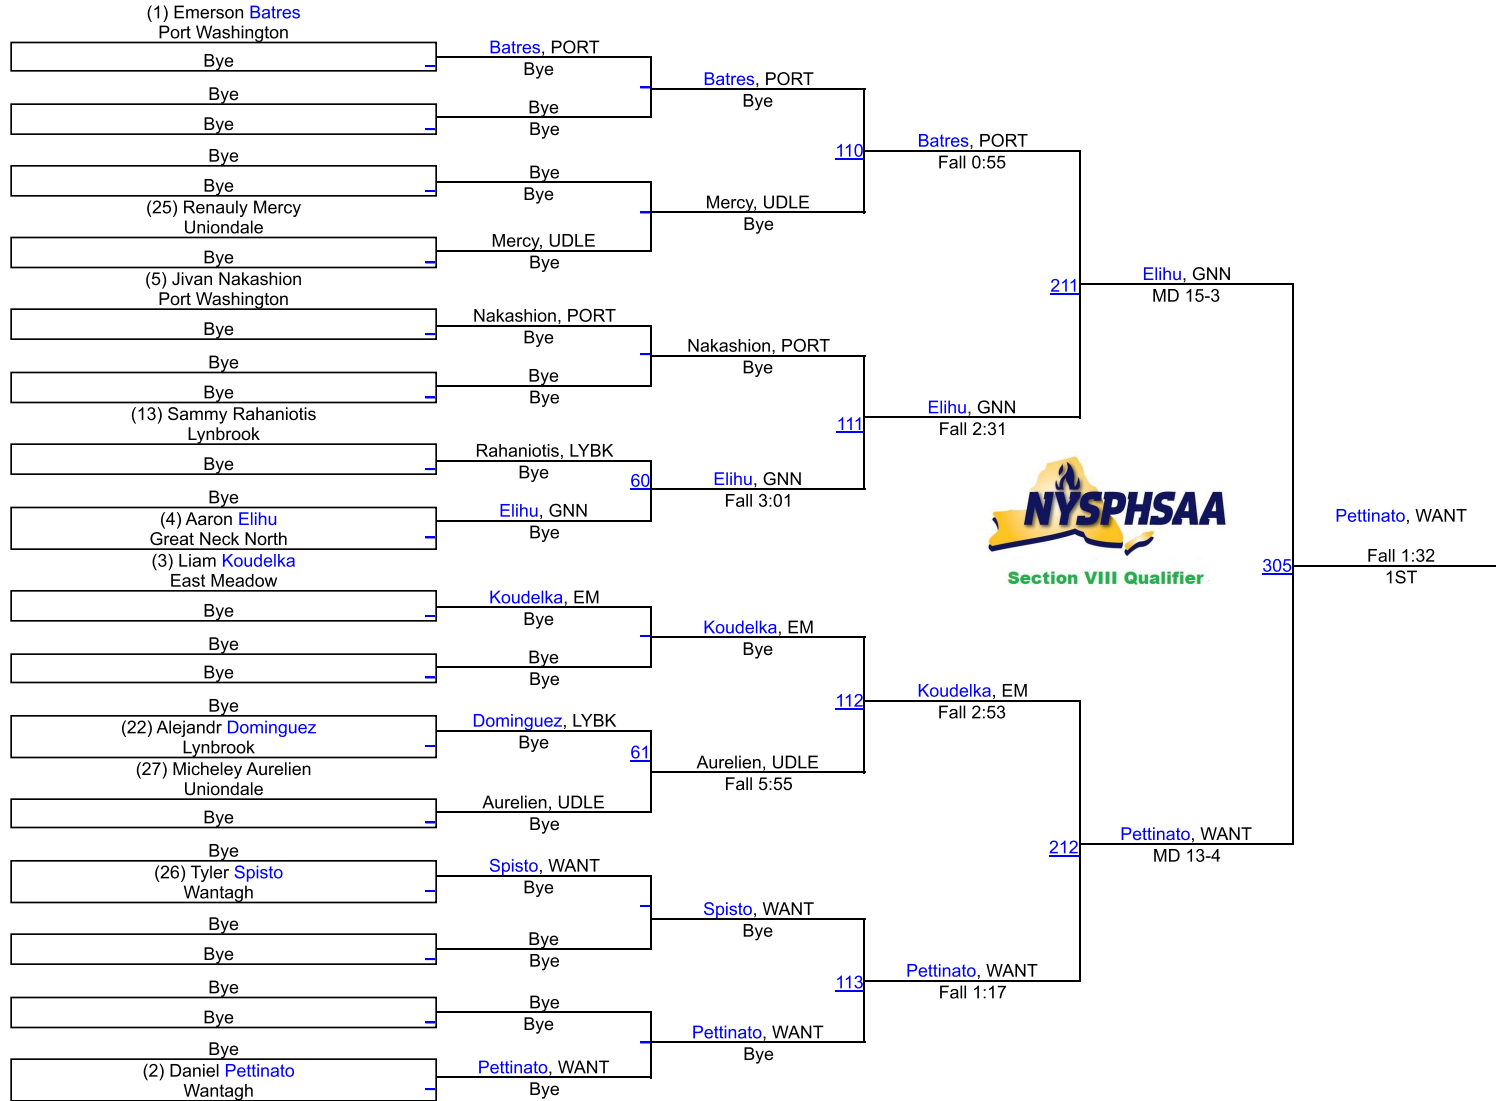 (1) Emerson Batres
Port Washington
Bye
Bye
Bye
Bye
Bye
(25) Renauly Mercy
Uniondale
Bye
(5) Jivan Nakashion
Port Washington
Bye
Bye
Bye
(13) Sammy Rahaniotis
Lynbrook
Bye
Bye
(4) Aaron Elihu
Great Neck North
(3) Liam Koudelka
East Meadow
Bye
Bye
Bye
Bye
(22) Alejandr Dominguez
Lynbrook
(27) Micheley Aurelien
Uniondale
Bye
Bye
(26) Tyler Spisto
Wantagh
Bye
Bye
Bye
Bye
Bye
(2) Daniel Pettinato
Wantagh
Batres, PORT
Bye
Bye
Bye
Bye
Bye
Mercy, UDLE
Bye
Nakashion, PORT
Bye
Bye
Bye
Rahaniotis, LYBK
Bye
60
Elihu, GNN
Bye
Koudelka, EM
Bye
Bye
Bye
Dominguez, LYBK
Bye
61
Aurelien, UDLE
Bye
Spisto, WANT
Bye
Bye
Bye
Bye
Bye
Pettinato, WANT
Bye
Batres, PORT
Bye
110
Mercy, UDLE
Bye
Nakashion, PORT
Bye
111
Elihu, GNN
Fall 3:01
Koudelka, EM
Bye
112
Aurelien, UDLE
Fall 5:55
Spisto, WANT
Bye
113
Pettinato, WANT
Bye
Batres, PORT
Fall 0:55
211
Elihu, GNN
Fall 2:31
Koudelka, EM
Fall 2:53
212
Pettinato, WANT
Fall 1:17
Elihu, GNN
MD 15-3
NYSPHSAA
Section VIII Qualifier
305
Pettinato, WANT
MD 13-4
Pettinato, WANT
Fall 1:32
1ST